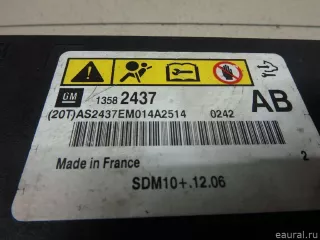 GM
1358 2437
(20T)AS2437EM014A2514 0242
AB
Made in France
2
SDM10+.12.06
eaural.ru